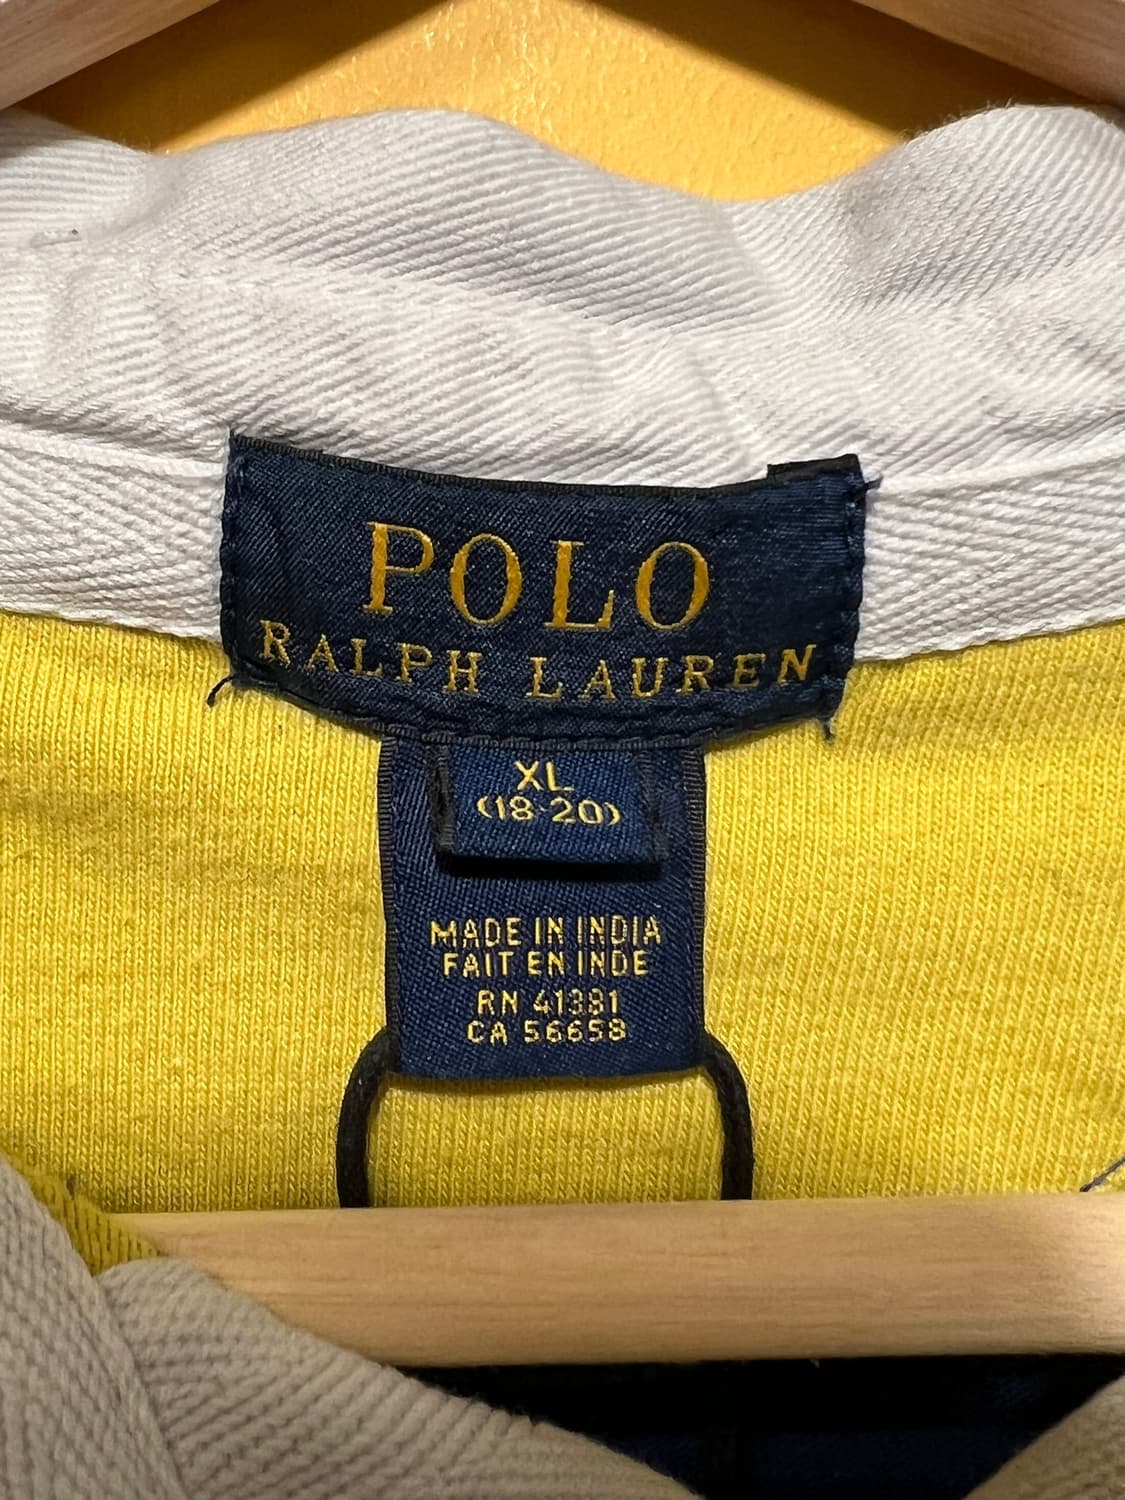 POLO
RALPH LAUREN
XL
(18-20)
MADE IN INDIA
FAIT EN INDE
RN 41381
CA 56658